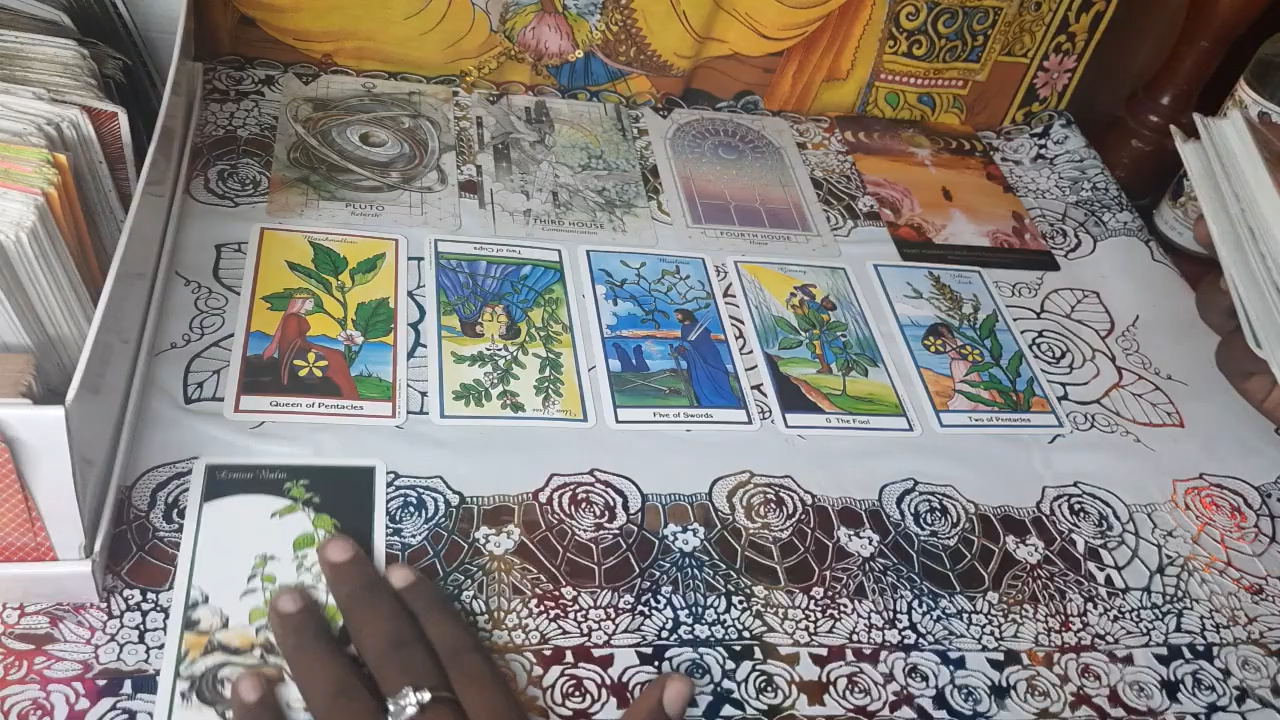 PLUTO
Rebirth
THIRD HOUSE
Communication
FOURTH HOUSE
Home
Marshmallow
Queen of Pentacles
Two of Cups
Mistletoe
Five of Swords
Ginseng
0 The Fool
Yellow Dock
Two of Pentacles
Lemon Balm